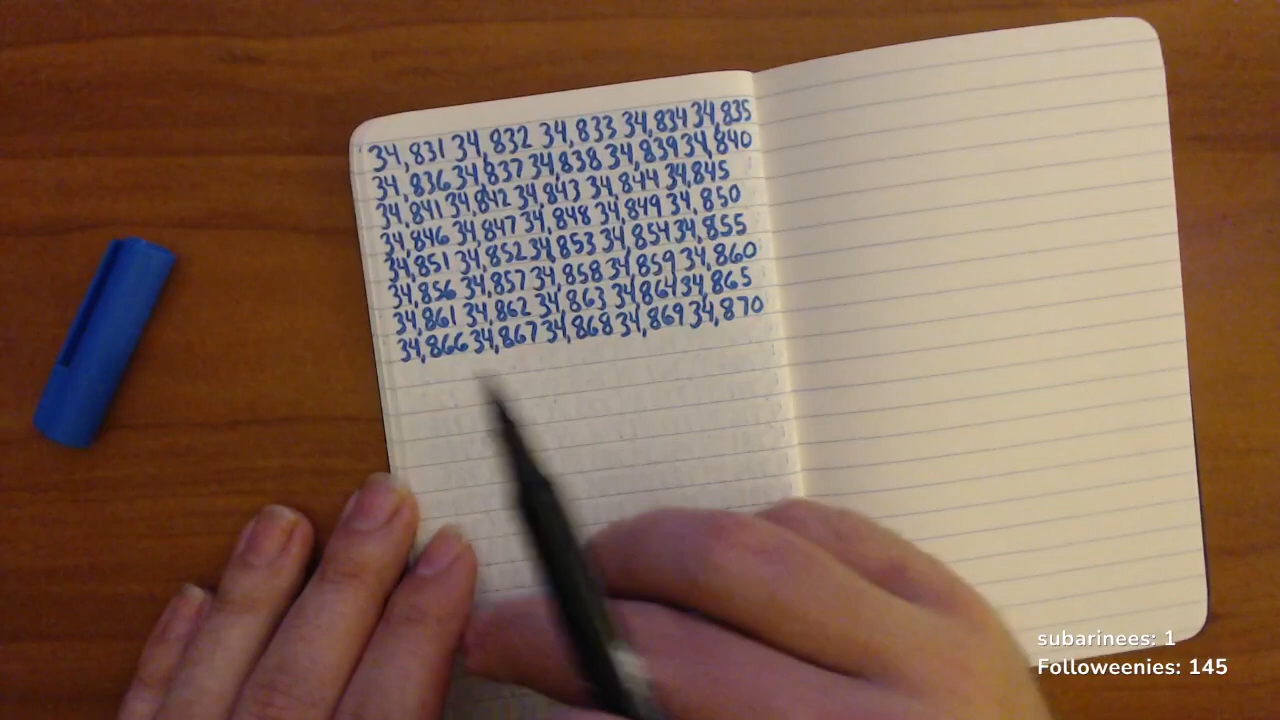 34,831 34,832 34,833 34,834 34,835
34,836 34,837 34,838 34,839 34,840
34,841 34,842 34,843 34,844 34,845
34,846 34,847 34,848 34,849 34,850
34,851 34,852 34,853 34,854 34,855
34,856 34,857 34,858 34,859 34,860
34,861 34,862 34,863 34,864 34,865
34,866 34,867 34,868 34,869 34,870
subarinees: 1
Followeenies: 145